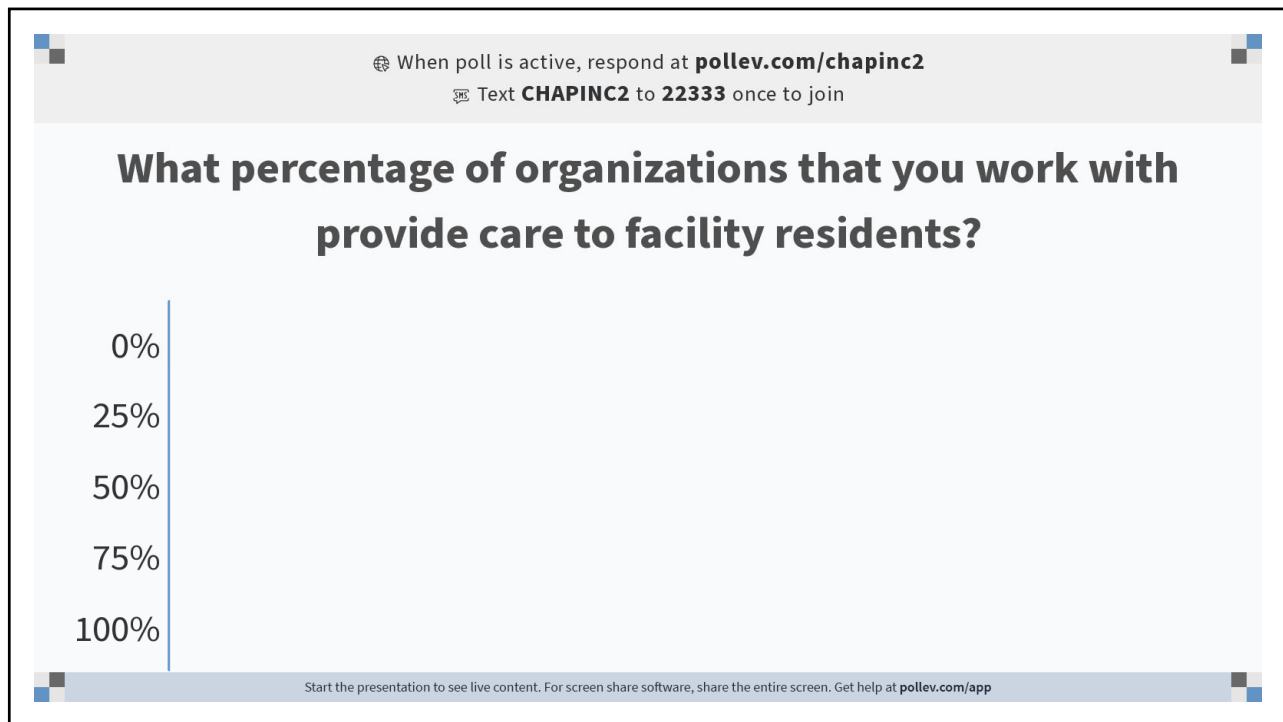 When poll is active, respond at pollev.com/chapinc2
SMS Text CHAPINC2 to 22333 once to join
What percentage of organizations that you work with
provide care to facility residents?
0%
25%
50%
75%
100%
Start the presentation to see live content. For screen share software, share the entire screen. Get help at pollev.com/app